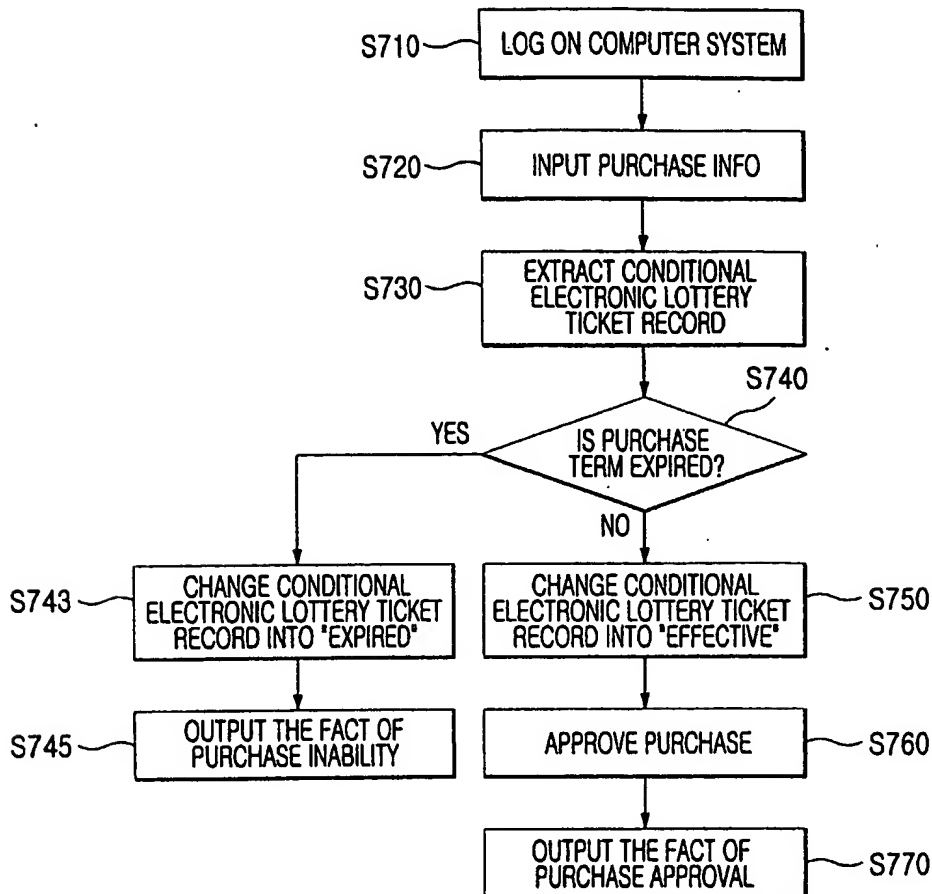 S710
LOG ON COMPUTER SYSTEM
S720
INPUT PURCHASE INFO
S730
EXTRACT CONDITIONAL
ELECTRONIC LOTTERY
TICKET RECORD
S740
IS PURCHASE
TERM EXPIRED?
YES
NO
S743
CHANGE CONDITIONAL
ELECTRONIC LOTTERY TICKET
RECORD INTO "EXPIRED"
CHANGE CONDITIONAL
ELECTRONIC LOTTERY TICKET
RECORD INTO "EFFECTIVE"
S750
S745
OUTPUT THE FACT OF
PURCHASE INABILITY
APPROVE PURCHASE
S760
OUTPUT THE FACT OF
PURCHASE APPROVAL
S770